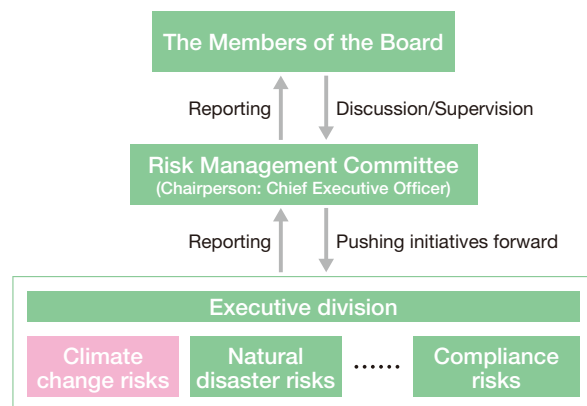 The Members of the Board
Reporting
Discussion/Supervision
Risk Management Committee
(Chairperson: Chief Executive Officer)
Reporting
Pushing initiatives forward
Executive division
Climate
change risks
Natural
disaster risks
......
Compliance
risks